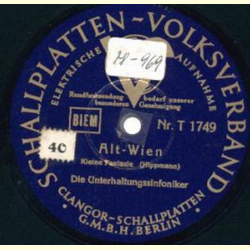 SCHALLPLATTEN-VOLKSVERBAND
ELEKTRISCHE AUFNAHME
M-969
Rundfunksendung bedarf unserer
besonderen Genehmigung
BIEM
Nr. T 1749
40
Alt-Wien
Kleine Fantasie (Hippmann)
Die Unterhaltungssinfoniker
CLANGOR-SCHALLPLATTEN
G.M.B.H. BERLIN